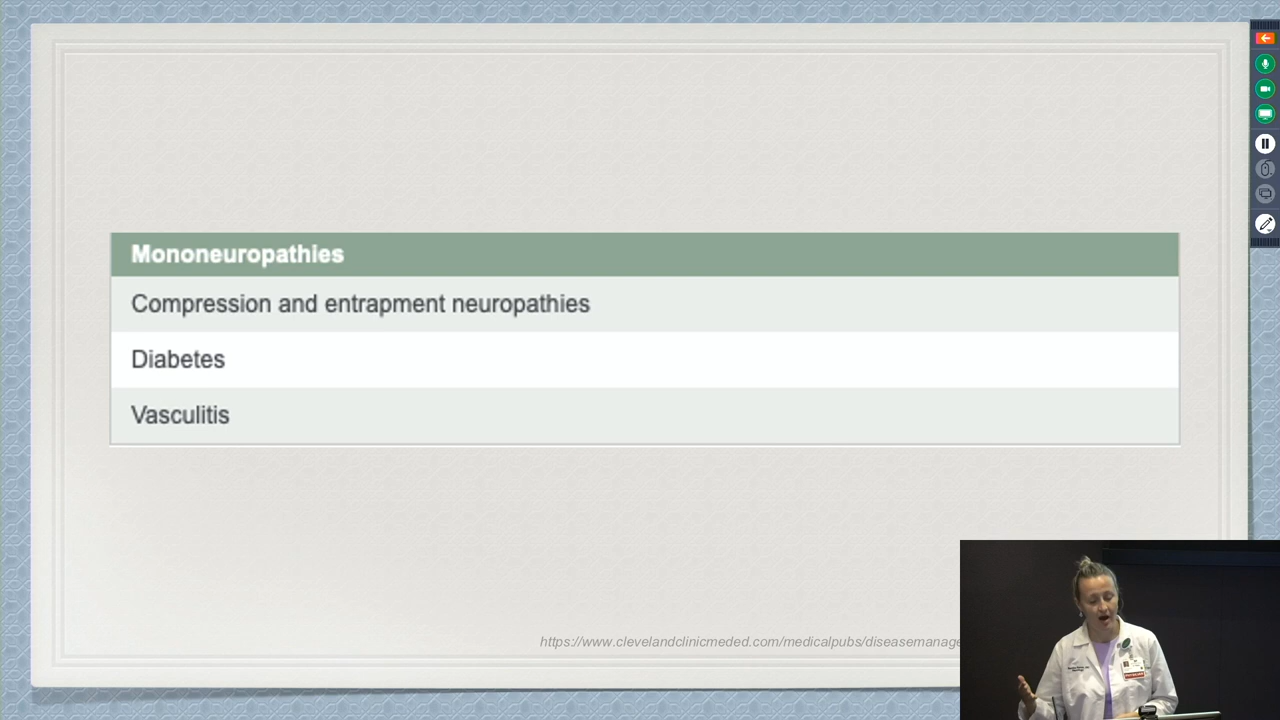 Mononeuropathies
Compression and entrapment neuropathies
Diabetes
Vasculitis
https://www.clevelandclinicmeded.com/medicalpubs/diseasemanage